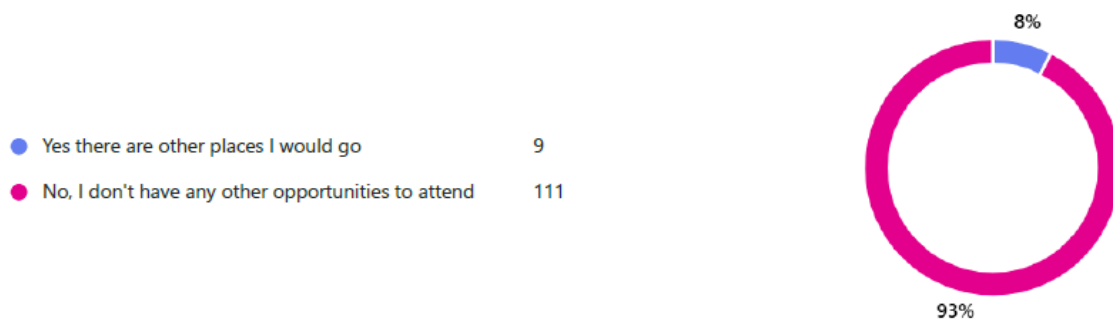 8%
Yes there are other places I would go 9
No, I don't have any other opportunities to attend 111
93%